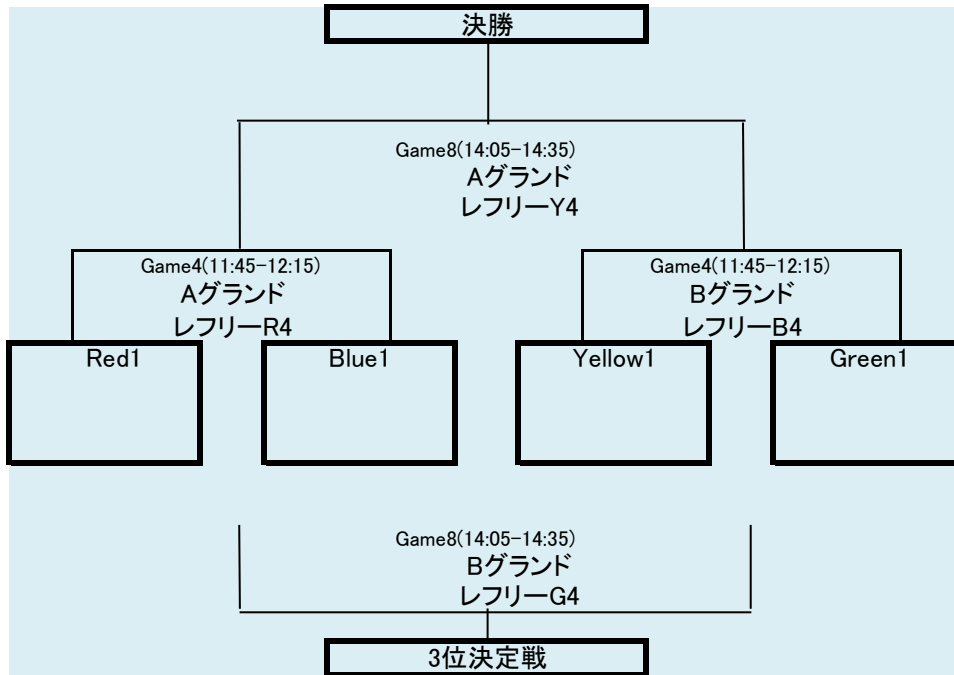 決勝
Game8(14:05-14:35)
Aグランド
レフリーY4
Game4(11:45-12:15)
Aグランド
レフリーR4
Game4(11:45-12:15)
Bグランド
レフリーB4
Red1
Blue1
Yellow1
Green1
Game8(14:05-14:35)
Bグランド
レフリーG4
3位決定戦